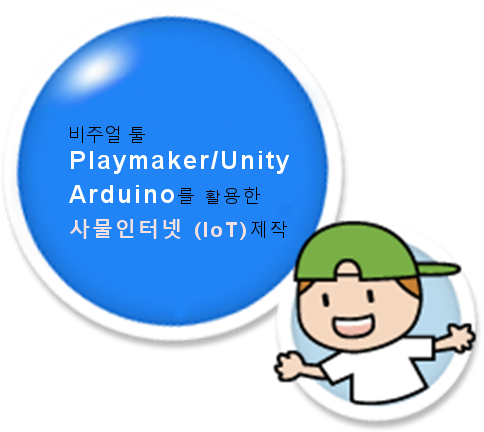 비주얼 툴
Playmaker/Unity
Arduino를 활용한
사물인터넷 (IoT)제작